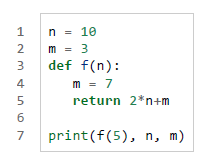 1 n = 10
2 m = 3
3 def f(n):
4     m = 7
5     return 2*n+m
6
7 print(f(5), n, m)